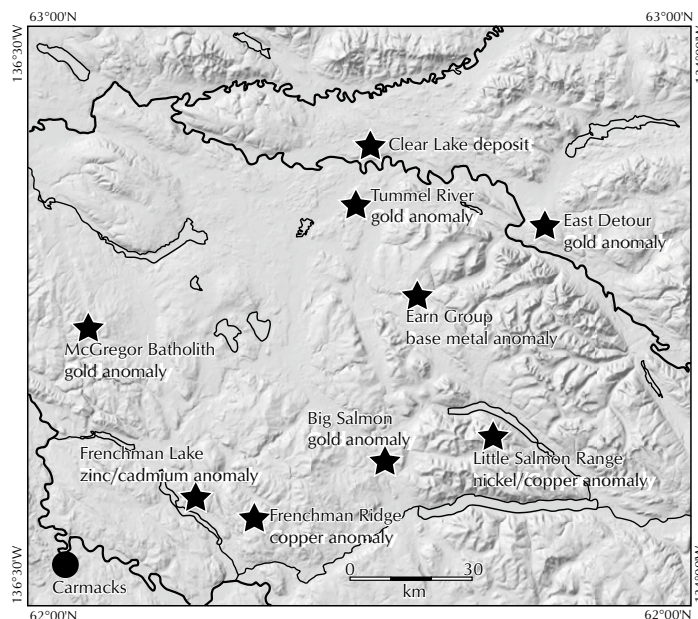 63°00'N
63°00'N
136°30'W
Clear Lake deposit
Tummel River
gold anomaly
East Detour
gold anomaly
Earn Group
base metal anomaly
McGregor Batholith
gold anomaly
Big Salmon
gold anomaly
Frenchman Lake
zinc/cadmium anomaly
Little Salmon Range
nickel/copper anomaly
Frenchman Ridge
copper anomaly
Carmacks
0
30
km
136°30'W
62°00'N
62°00'N